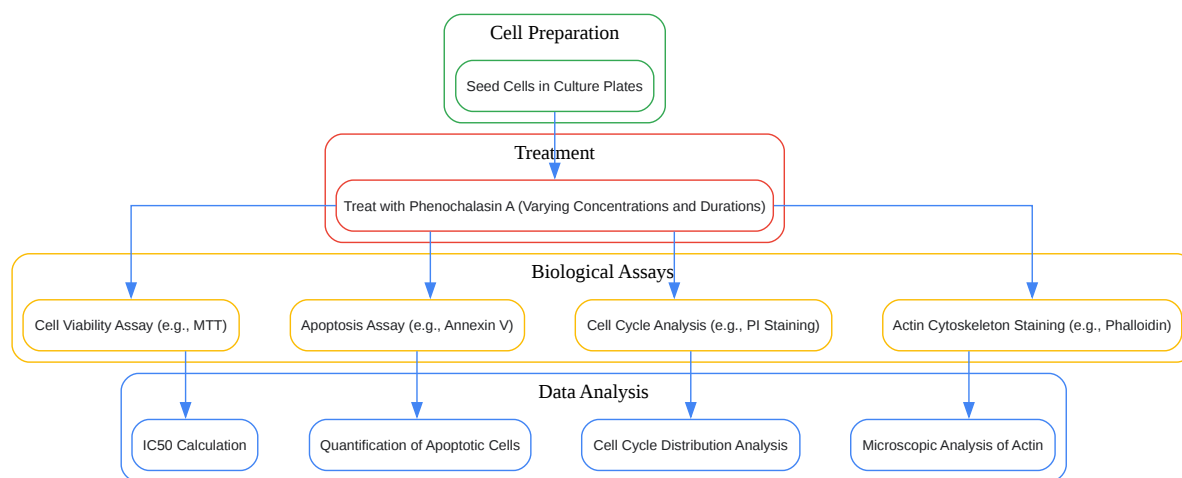 Cell Preparation
Seed Cells in Culture Plates
Treatment
Treat with Phenochalasin A (Varying Concentrations and Durations)
Biological Assays
Cell Viability Assay (e.g., MTT)
Apoptosis Assay (e.g., Annexin V)
Cell Cycle Analysis (e.g., PI Staining)
Actin Cytoskeleton Staining (e.g., Phalloidin)
Data Analysis
IC50 Calculation
Quantification of Apoptotic Cells
Cell Cycle Distribution Analysis
Microscopic Analysis of Actin